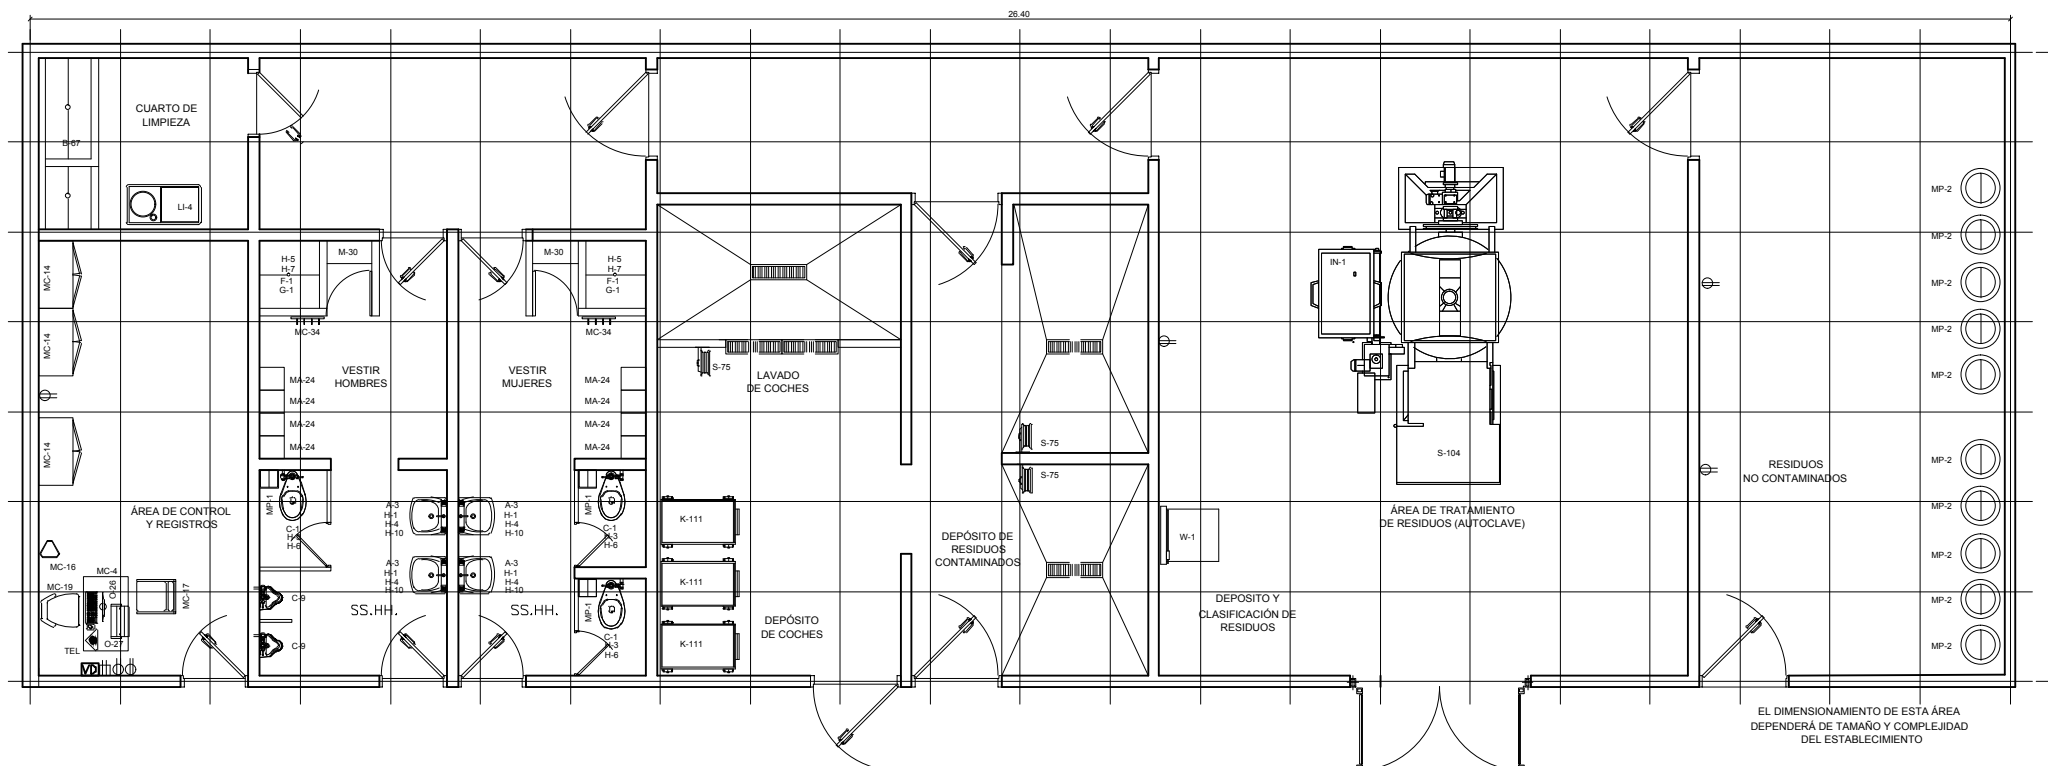 26.40
CUARTO DE
LIMPIEZA
B-67
LI-4
MC-14
MC-14
MC-14
ÁREA DE CONTROL
Y REGISTROS
MC-16
MC-4
MC-19
O-26
MC-17
O-27
TEL
VD
H-5
H-7
F-1
G-1
M-30
MC-34
VESTIR
HOMBRES
MA-24
MA-24
MA-24
MA-24
MP-1
C-1
H-6
A-3
H-1
H-4
H-10
A-3
H-1
H-4
H-10
C-9
C-9
SS.HH.
M-30
H-5
H-7
F-1
G-1
MC-34
VESTIR
MUJERES
MA-24
MA-24
MA-24
MA-24
MP-1
C-1
H-3
H-6
A-3
H-1
H-4
H-10
A-3
H-1
H-4
H-10
SS.HH.
MP-1
C-1
H-3
H-6
S-75
LAVADO
DE COCHES
K-111
K-111
K-111
DEPÓSITO
DE COCHES
S-75
S-75
DEPÓSITO DE
RESIDUOS
CONTAMINADOS
IN-1
S-104
ÁREA DE TRATAMIENTO
DE RESIDUOS (AUTOCLAVE)
W-1
DEPOSITO Y
CLASIFICACIÓN DE
RESIDUOS
RESIDUOS
NO CONTAMINADOS
MP-2
MP-2
MP-2
MP-2
MP-2
MP-2
MP-2
MP-2
MP-2
MP-2
EL DIMENSIONAMIENTO DE ESTA ÁREA
DEPENDERÁ DE TAMAÑO Y COMPLEJIDAD
DEL ESTABLECIMIENTO